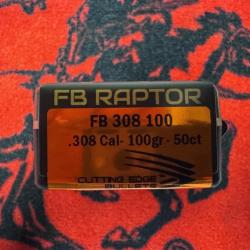 FB RAPTOR
FB 308 100
.308 Cal- 100gr - 50ct
CUTTING EDGE
BULLETS